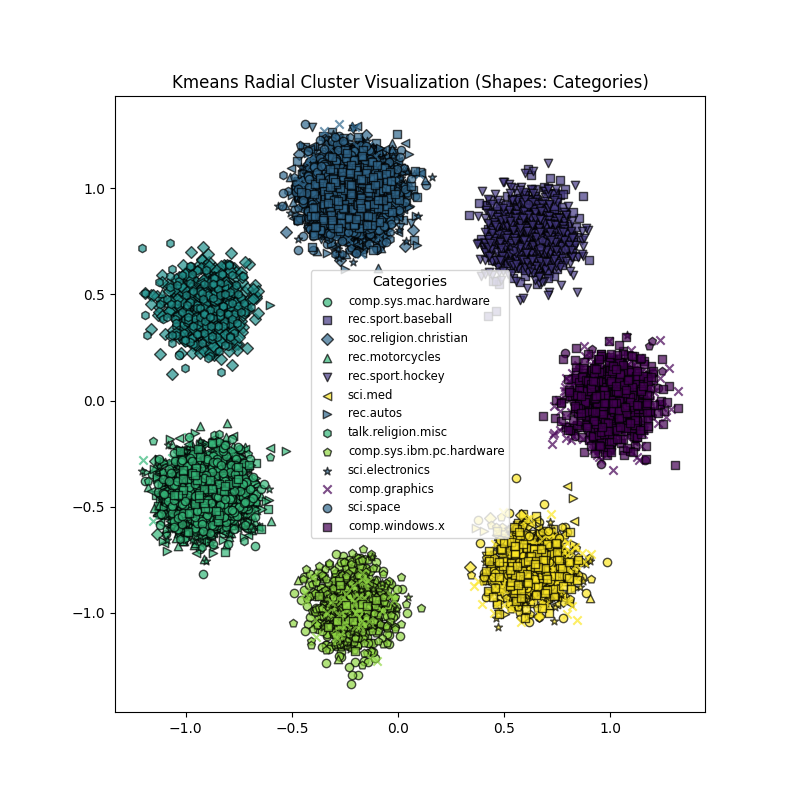 Kmeans Radial Cluster Visualization (Shapes: Categories)
1.0
0.5
0.0
−0.5
−1.0
Categories
comp.sys.mac.hardware
rec.sport.baseball
soc.religion.christian
rec.motorcycles
rec.sport.hockey
sci.med
rec.autos
talk.religion.misc
comp.sys.ibm.pc.hardware
sci.electronics
comp.graphics
sci.space
comp.windows.x
−1.0 −0.5 0.0 0.5 1.0